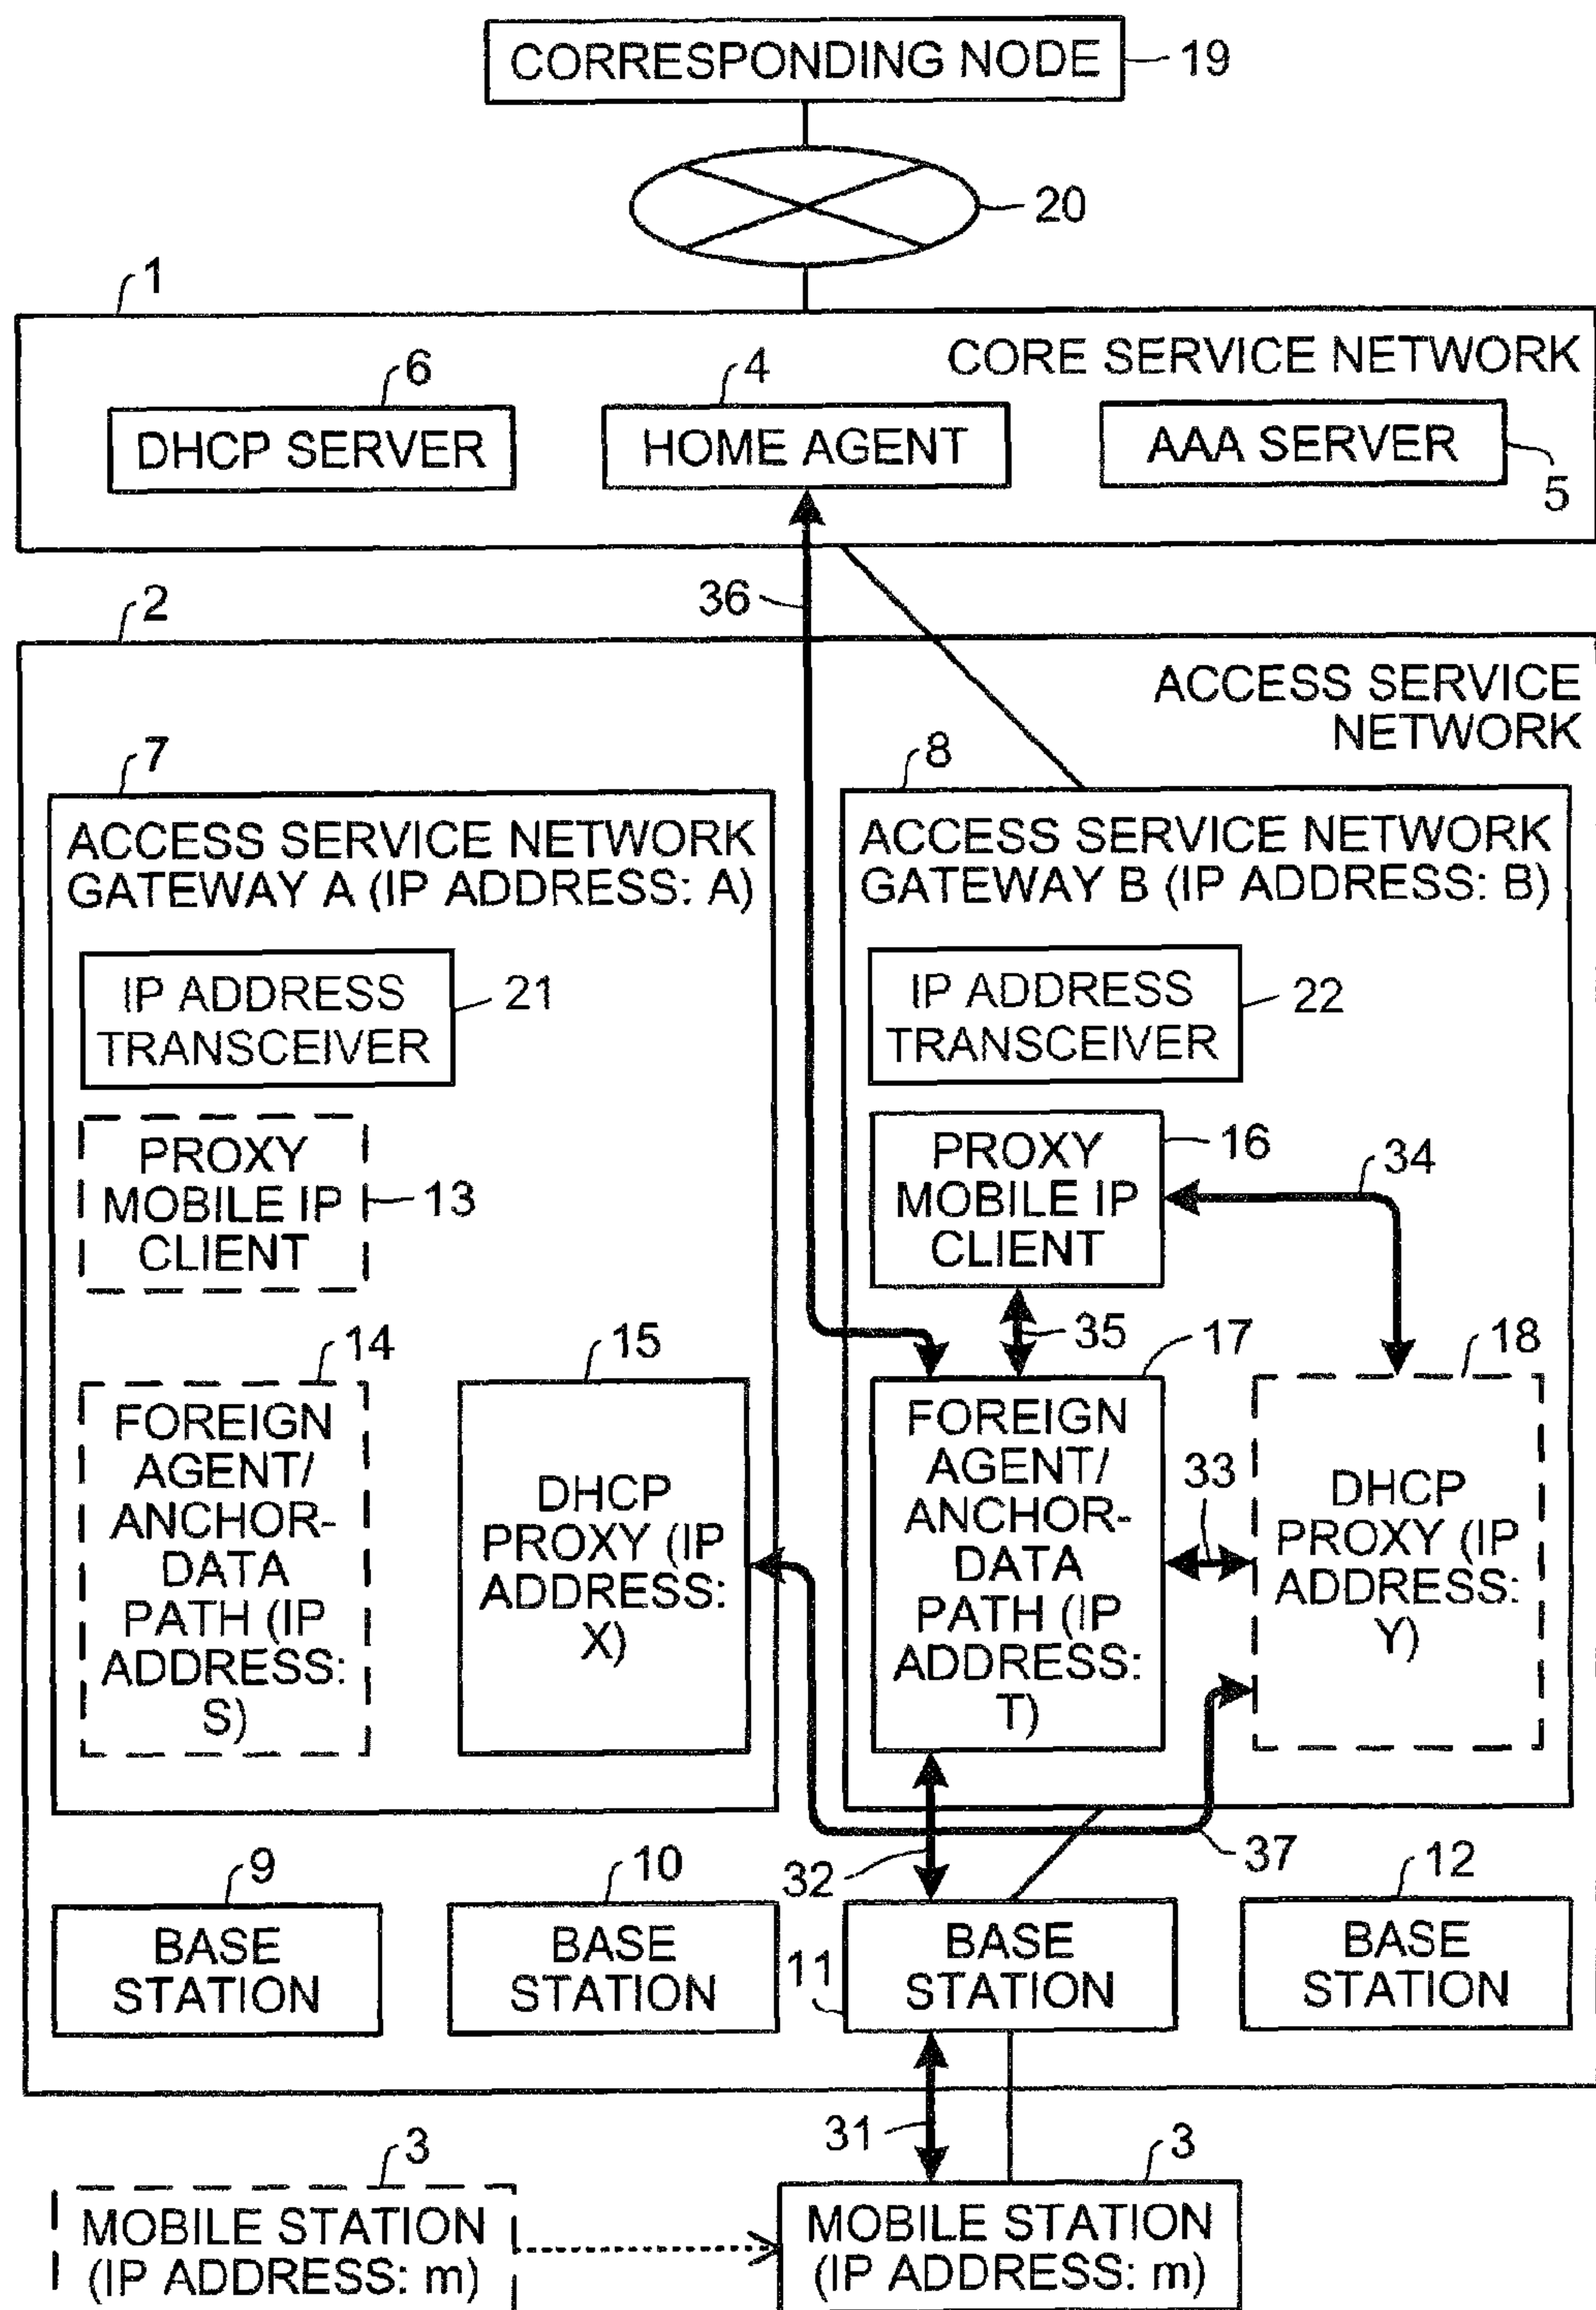 CORRESPONDING NODE
19
20
1
CORE SERVICE NETWORK
6
4
DHCP SERVER
HOME AGENT
AAA SERVER
5
36
2
ACCESS SERVICE
NETWORK
7
8
ACCESS SERVICE NETWORK
GATEWAY A (IP ADDRESS: A)
ACCESS SERVICE NETWORK
GATEWAY B (IP ADDRESS: B)
IP ADDRESS
TRANSCEIVER
21
IP ADDRESS
TRANSCEIVER
22
PROXY
MOBILE IP
CLIENT
13
PROXY
MOBILE IP
CLIENT
16
34
35
14
15
17
18
FOREIGN
AGENT/
ANCHOR-
DATA
PATH (IP
ADDRESS:
S)
DHCP
PROXY (IP
ADDRESS:
X)
FOREIGN
AGENT/
ANCHOR-
DATA
PATH (IP
ADDRESS:
T)
33
DHCP
PROXY (IP
ADDRESS:
Y)
32
37
9
10
11
12
BASE
STATION
BASE
STATION
BASE
STATION
BASE
STATION
31
3
3
MOBILE STATION
(IP ADDRESS: m)
MOBILE STATION
(IP ADDRESS: m)